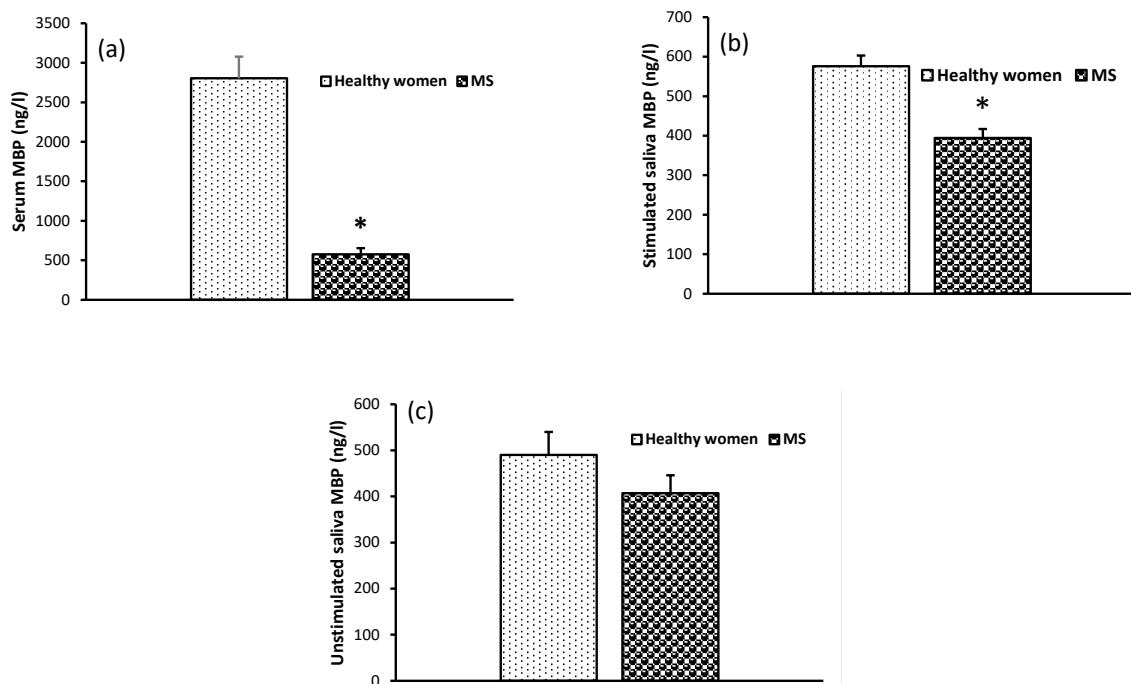 (a)
Serum MBP (ng/l)
3500
3000
2500
2000
1500
1000
500
0
Healthy women MS
*
(b)
Stimulated saliva MBP (ng/l)
700
600
500
400
300
200
100
0
Healthy women MS
*
(c)
Unstimulated saliva MBP (ng/l)
600
500
400
300
200
100
0
Healthy women MS